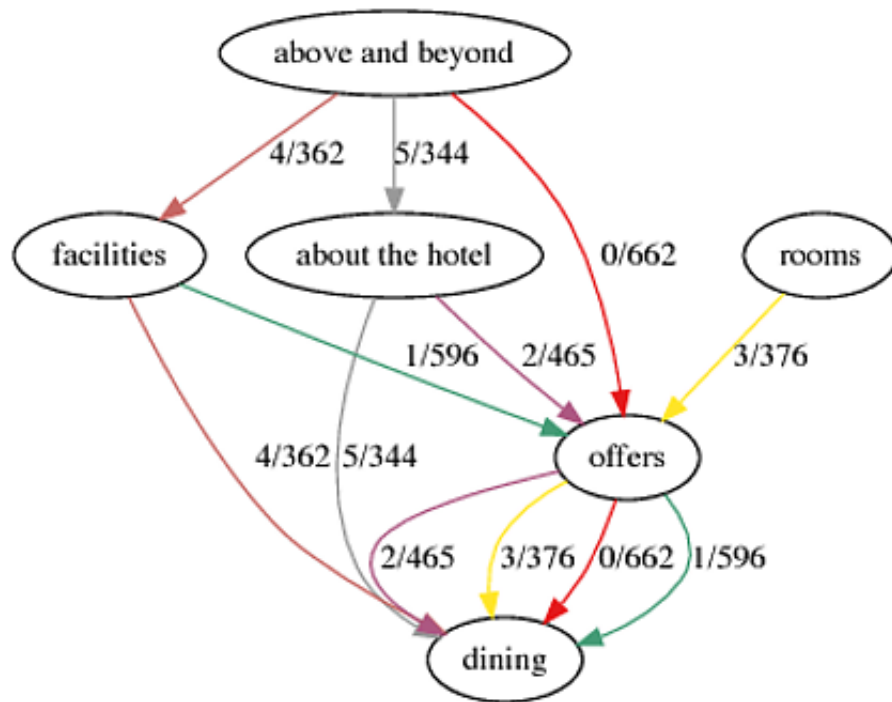 above and beyond
4/362
5/344
facilities
about the hotel
0/662
rooms
1/596
2/465
3/376
4/362
5/344
offers
2/465
3/376
0/662
1/596
dining